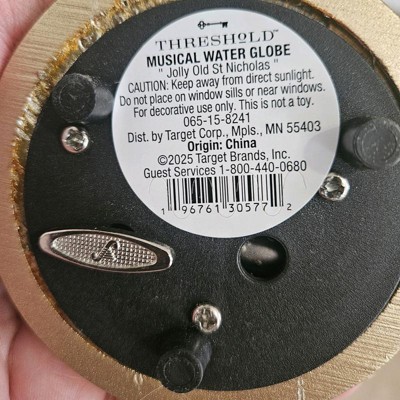 THRESHOLD™
MUSICAL WATER GLOBE
" Jolly Old St Nicholas "
CAUTION: Keep away from direct sunlight.
Do not place on window sills or near windows.
For decorative use only. This is not a toy.
065-15-8241
Dist. by Target Corp., Mpls., MN 55403
Origin: China
©2025 Target Brands, Inc.
Guest Services 1-800-440-0680
1 96761 30577 2